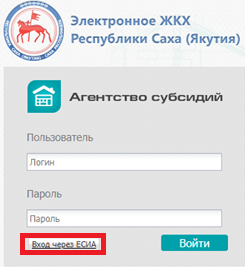 Электронное ЖКХ
Республики Саха (Якутия)
Агентство субсидий
Пользователь
Логин
Пароль
Пароль
Вход через ЕСИА
Войти